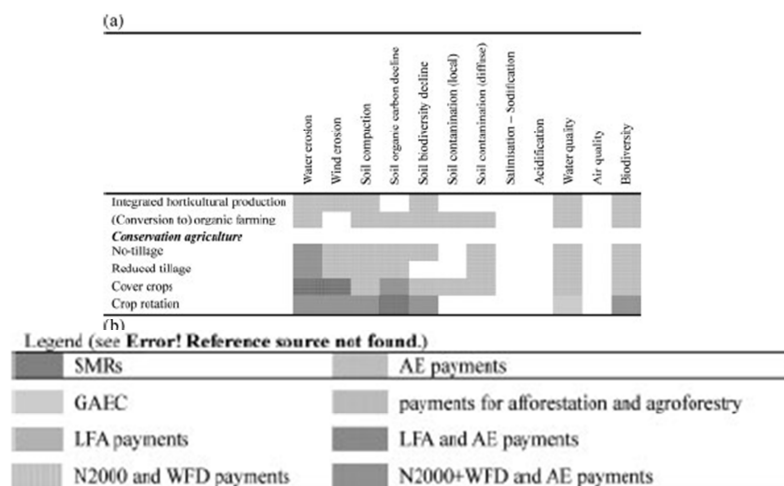 (a)
Water erosion
Wind erosion
Soil compaction
Soil organic carbon decline
Soil biodiversity decline
Soil contamination (local)
Soil contamination (diffuse)
Salinisation – Sodification
Acidification
Water quaity
Air quality
Biodiversity
Integrated horticultural production
(Conversion to) organic farming
Conservation agriculture
No-tillage
Reduced tillage
Cover crops
Crop rotation
(b)
Legend (see Error! Reference source not found.)
SMRs AE payments
GAEC payments for afforestation and agroforestry
LFA payments LFA and AE payments
N2000 and WFD payments N2000+WFD and AE payments